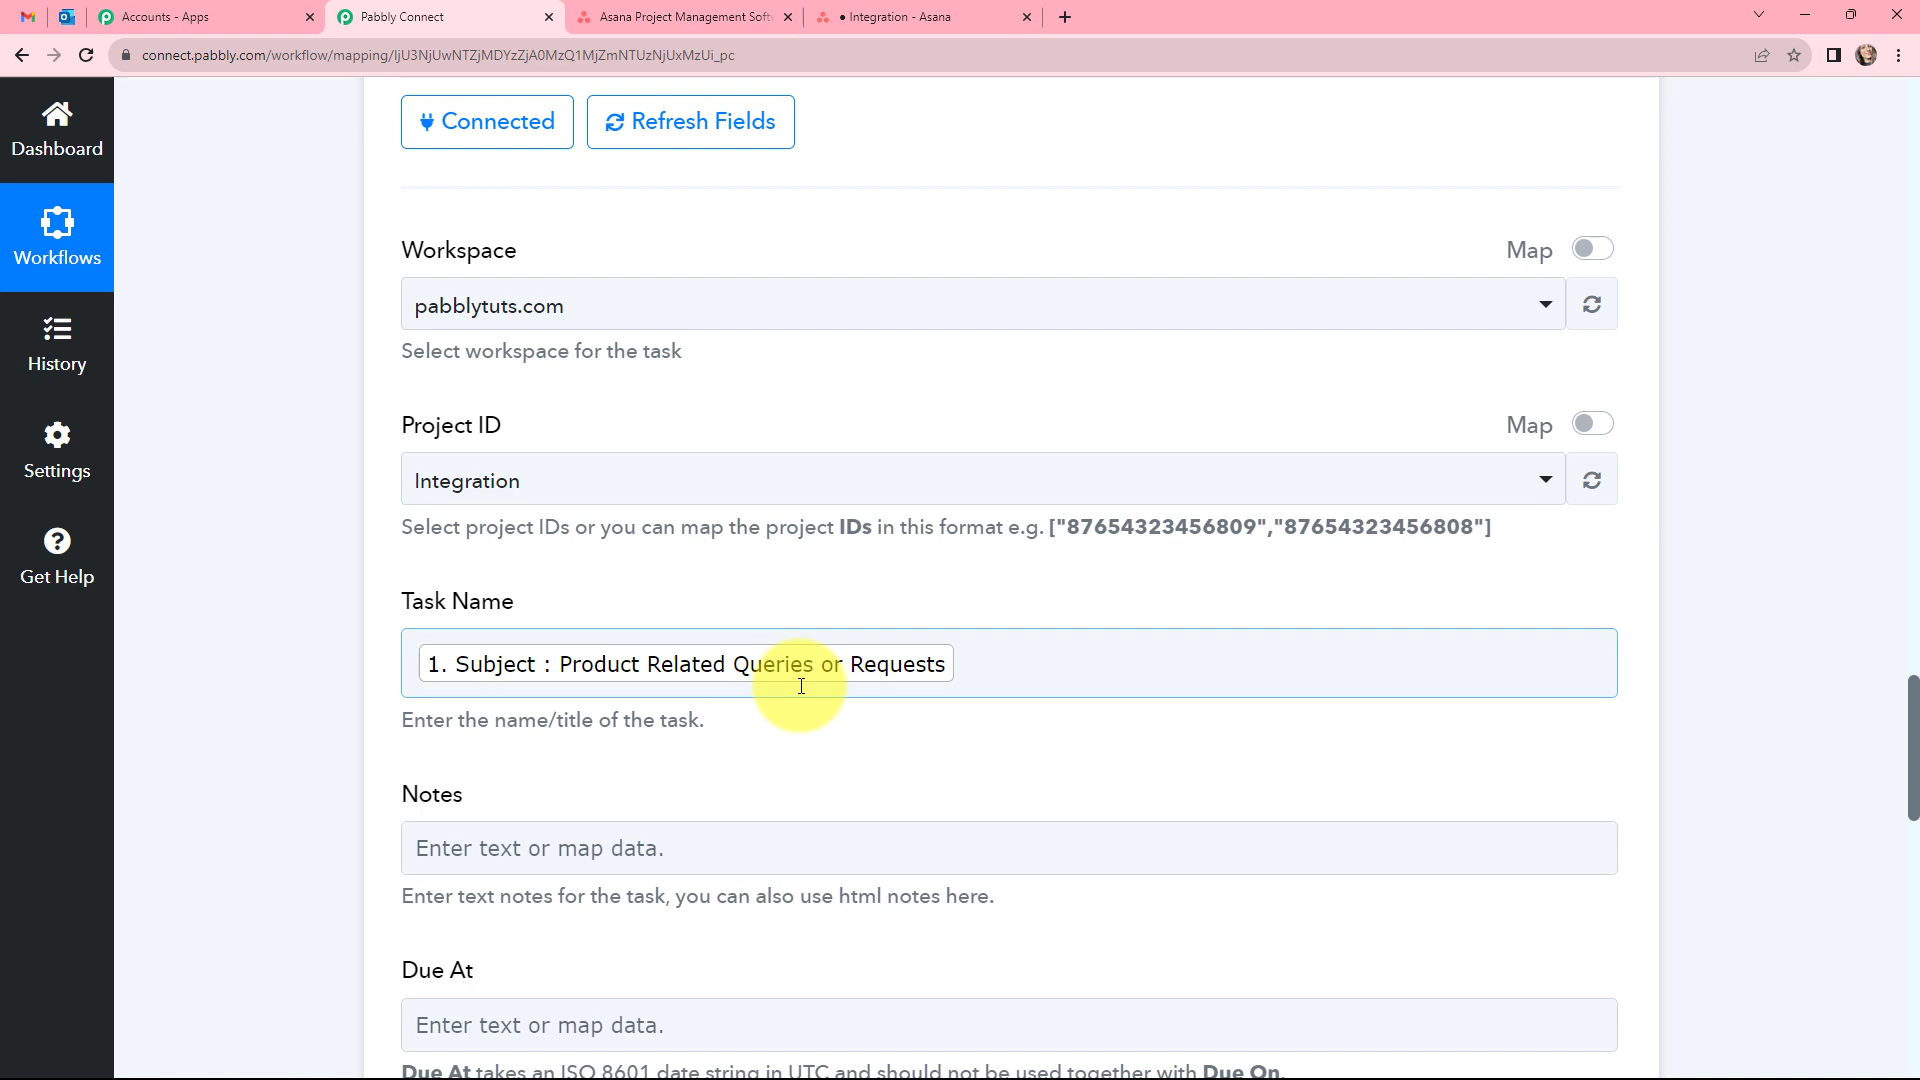 Accounts - Apps
Pabbly Connect
Asana Project Management Softw
• Integration - Asana
connect.pabbly.com/workflow/mapping/IjU3NjUwNTZjMDYzZjA0MzQ1MjZmNTUzNjUxMzUi_pc
Dashboard
Workflows
History
Settings
Get Help
Connected
Refresh Fields
Workspace
Map
pabblytuts.com
Select workspace for the task
Project ID
Map
Integration
Select project IDs or you can map the project IDs in this format e.g. ["87654323456809","87654323456808"]
Task Name
1. Subject : Product Related Queries or Requests
Enter the name/title of the task.
Notes
Enter text or map data.
Enter text notes for the task, you can also use html notes here.
Due At
Enter text or map data.
Due At takes an ISO 8601 date string in UTC and should not be used together with Due On.